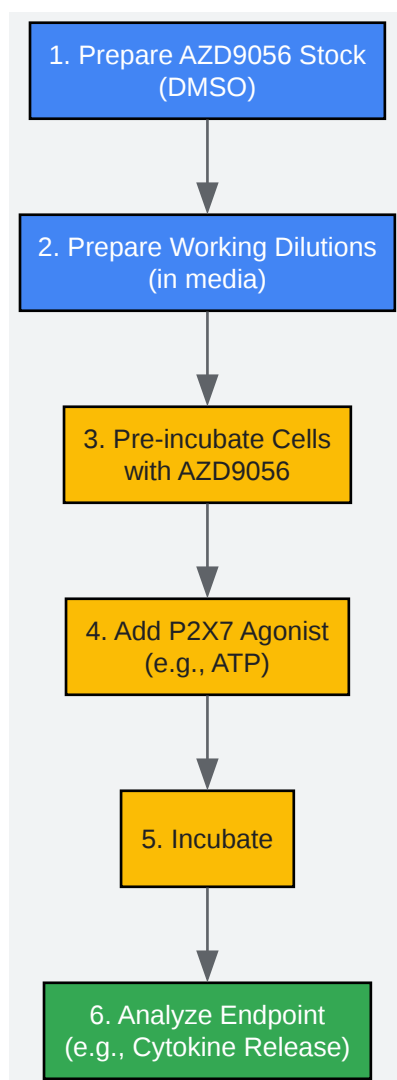 1. Prepare AZD9056 Stock
(DMSO)
2. Prepare Working Dilutions
(in media)
3. Pre-incubate Cells
with AZD9056
4. Add P2X7 Agonist
(e.g., ATP)
5. Incubate
6. Analyze Endpoint
(e.g., Cytokine Release)